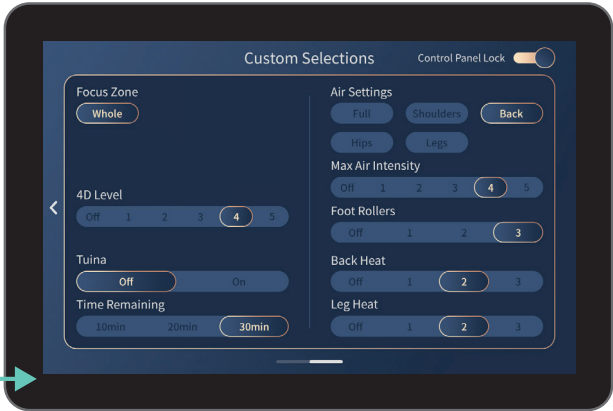 Custom Selections
Control Panel Lock
Focus Zone
Whole
4D Level
Off 1 2 3 4 5
Tuina
Off On
Time Remaining
10min 20min 30min
Air Settings
Full Shoulders Back
Hips Legs
Max Air Intensity
Off 1 2 3 4 5
Foot Rollers
Off 1 2 3
Back Heat
Off 1 2 3
Leg Heat
Off 1 2 3